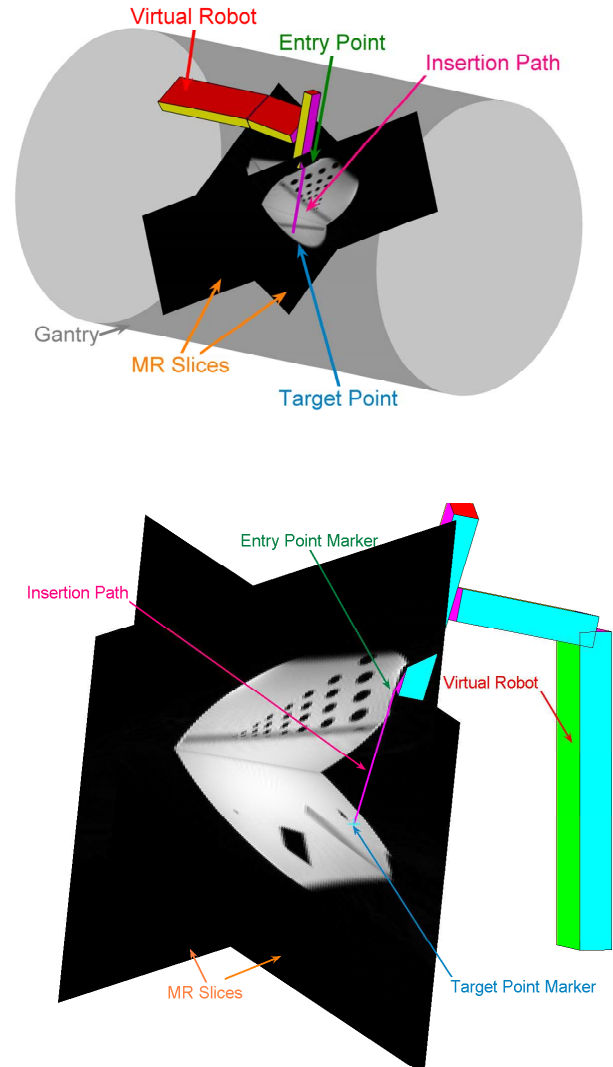 Virtual Robot
Entry Point
Insertion Path
Gantry
MR Slices
Target Point
Entry Point Marker
Insertion Path
Virtual Robot
MR Slices
Target Point Marker